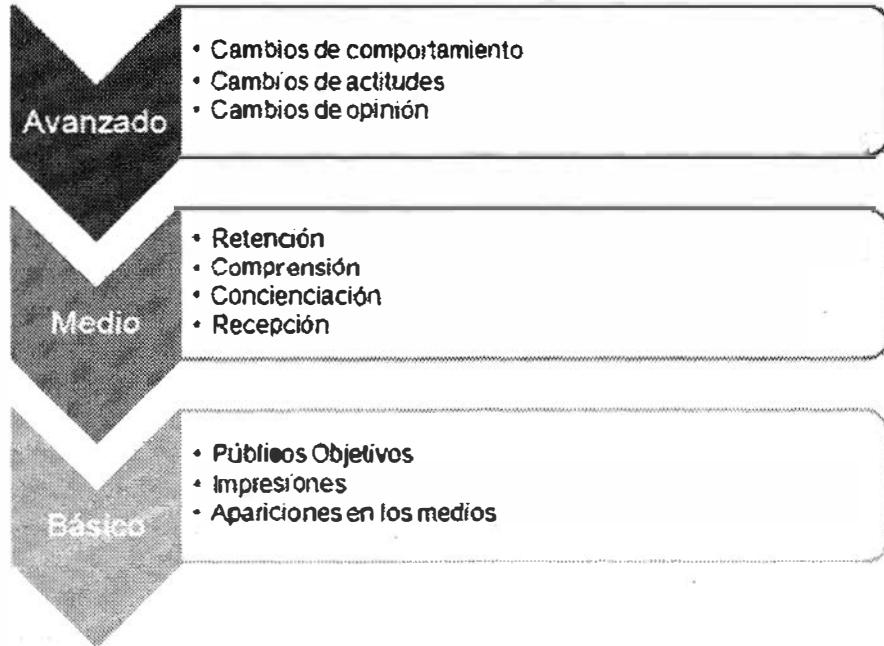 Avanzado
• Cambios de comportamiento
• Cambios de actitudes
• Cambios de opinión
Medio
• Retención
• Comprensión
• Concienciación
• Recepción
Básico
• Públicos Objetivos
• Impresiones
• Apariciones en los medios